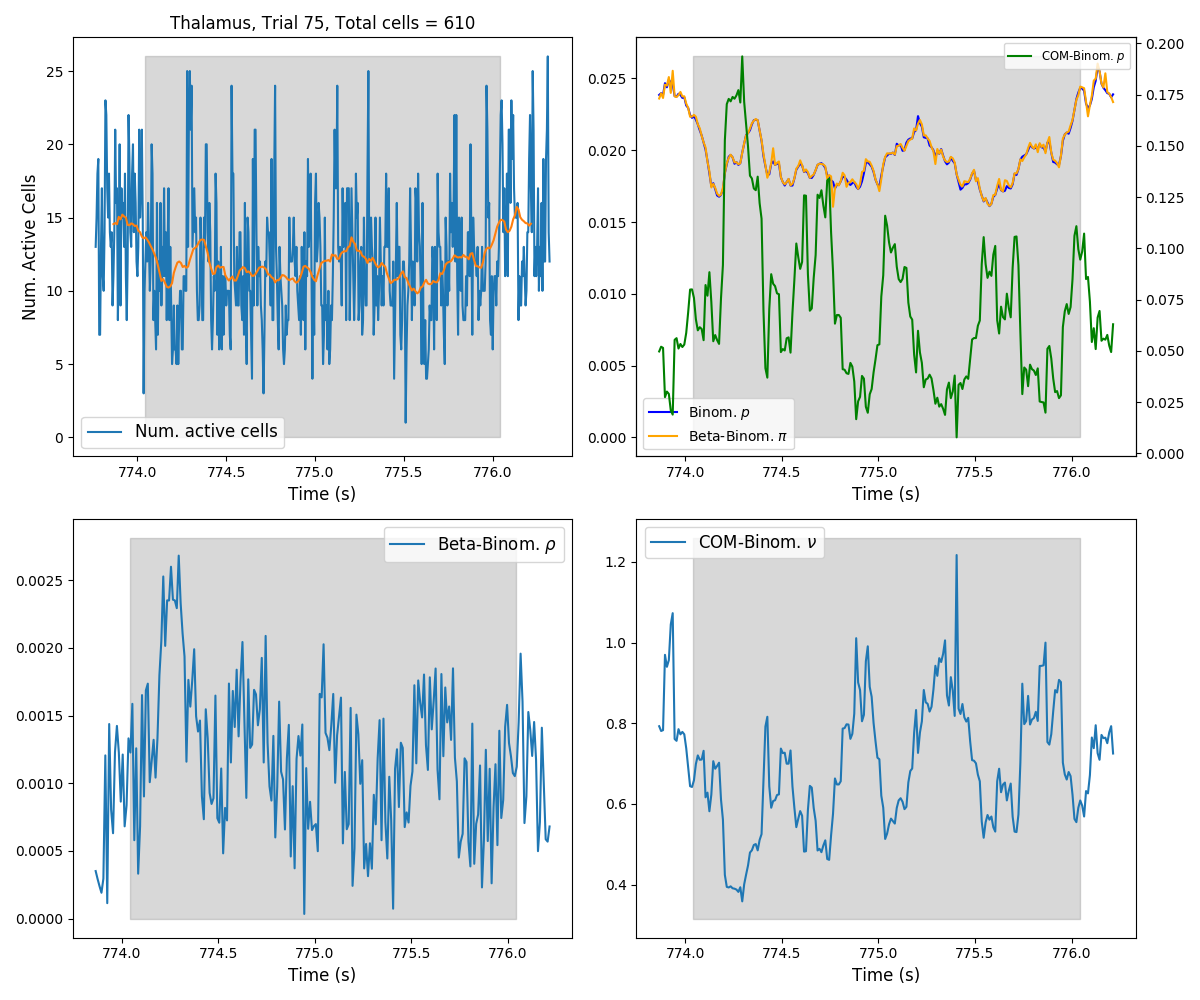 Thalamus, Trial 75, Total cells = 610
25
20
15
10
5
0
Num. Active Cells
Num. active cells
774.0 774.5 775.0 775.5 776.0
Time (s)
0.025
0.020
0.015
0.010
0.005
0.000
COM-Binom. p
Binom. p
Beta-Binom. π
0.200
0.175
0.150
0.125
0.100
0.075
0.050
0.025
0.000
774.0 774.5 775.0 775.5 776.0
Time (s)
Beta-Binom. ρ
0.0025
0.0020
0.0015
0.0010
0.0005
0.0000
774.0 774.5 775.0 775.5 776.0
Time (s)
COM-Binom. ν
1.2
1.0
0.8
0.6
0.4
774.0 774.5 775.0 775.5 776.0
Time (s)